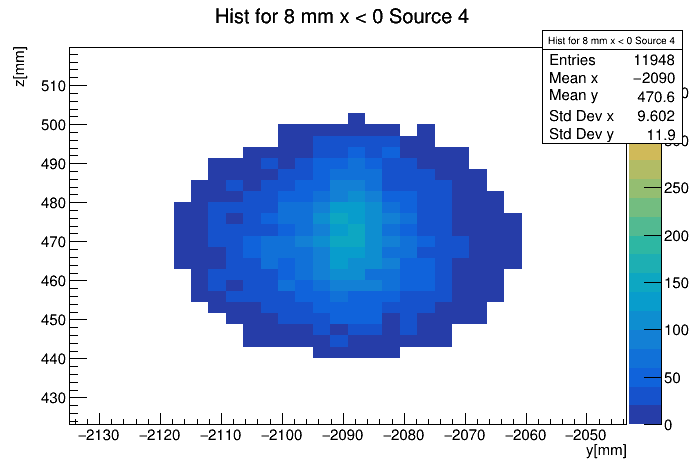 Hist for 8 mm x < 0 Source 4
Hist for 8 mm x < 0 Source 4
Entries 11948
Mean x −2090
Mean y 470.6
Std Dev x 9.602
Std Dev y 11.9
z[mm]
510
500
490
480
470
460
450
440
430
−2130 −2120 −2110 −2100 −2090 −2080 −2070 −2060 −2050
y[mm]
250
200
150
100
50
0